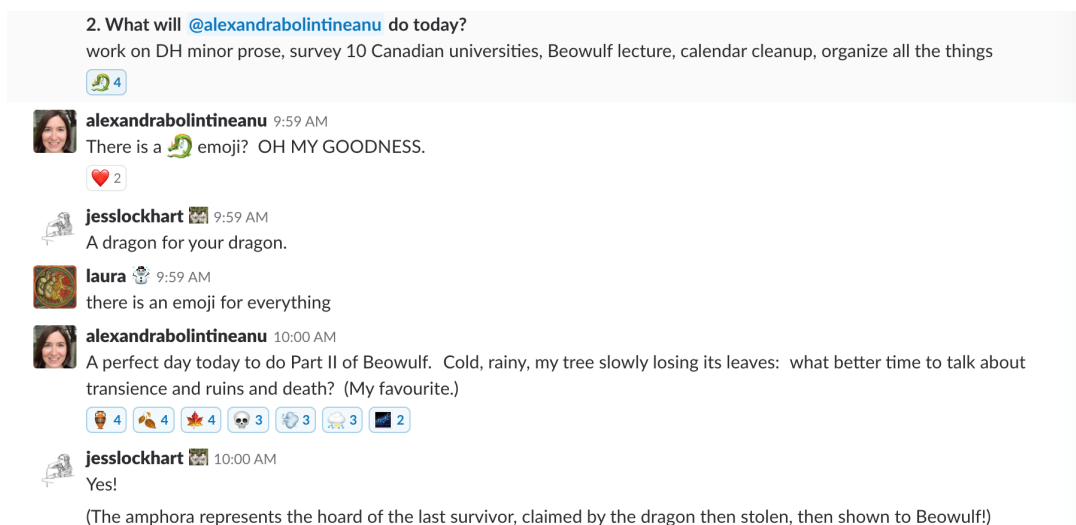 2. What will @alexandrabolintineanu do today?
work on DH minor prose, survey 10 Canadian universities, Beowulf lecture, calendar cleanup, organize all the things
4
alexandrabolintineanu 9:59 AM
There is a 🐉 emoji?  OH MY GOODNESS.
2
jesslockhart 9:59 AM
A dragon for your dragon.
laura 9:59 AM
there is an emoji for everything
alexandrabolintineanu 10:00 AM
A perfect day today to do Part II of Beowulf.  Cold, rainy, my tree slowly losing its leaves:  what better time to talk about
transience and ruins and death?  (My favourite.)
4 4 4 3 3 3 2
jesslockhart 10:00 AM
Yes!
(The amphora represents the hoard of the last survivor, claimed by the dragon then stolen, then shown to Beowulf!)